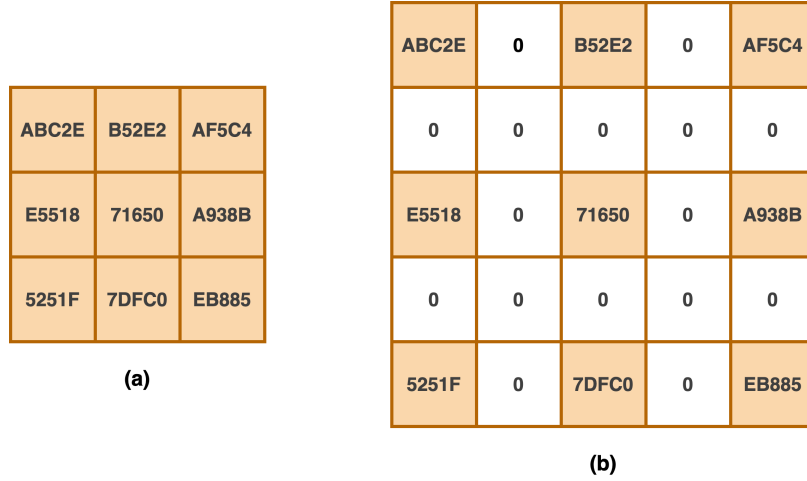 ABC2E B52E2 AF5C4
E5518 71650 A938B
5251F 7DFC0 EB885
(a)
ABC2E 0 B52E2 0 AF5C4
0 0 0 0 0
E5518 0 71650 0 A938B
0 0 0 0 0
5251F 0 7DFC0 0 EB885
(b)